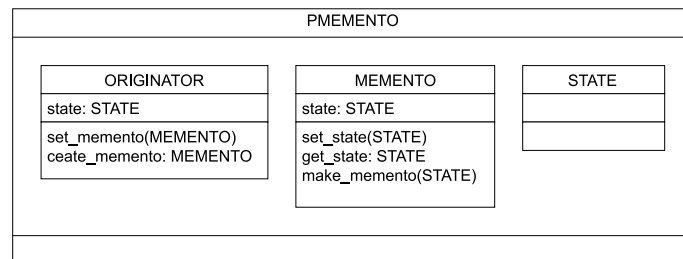 PMEMENTO
ORIGINATOR
state: STATE
set_memento(MEMENTO)
ceate_memento: MEMENTO
MEMENTO
state: STATE
set_state(STATE)
get_state: STATE
make_memento(STATE)
STATE